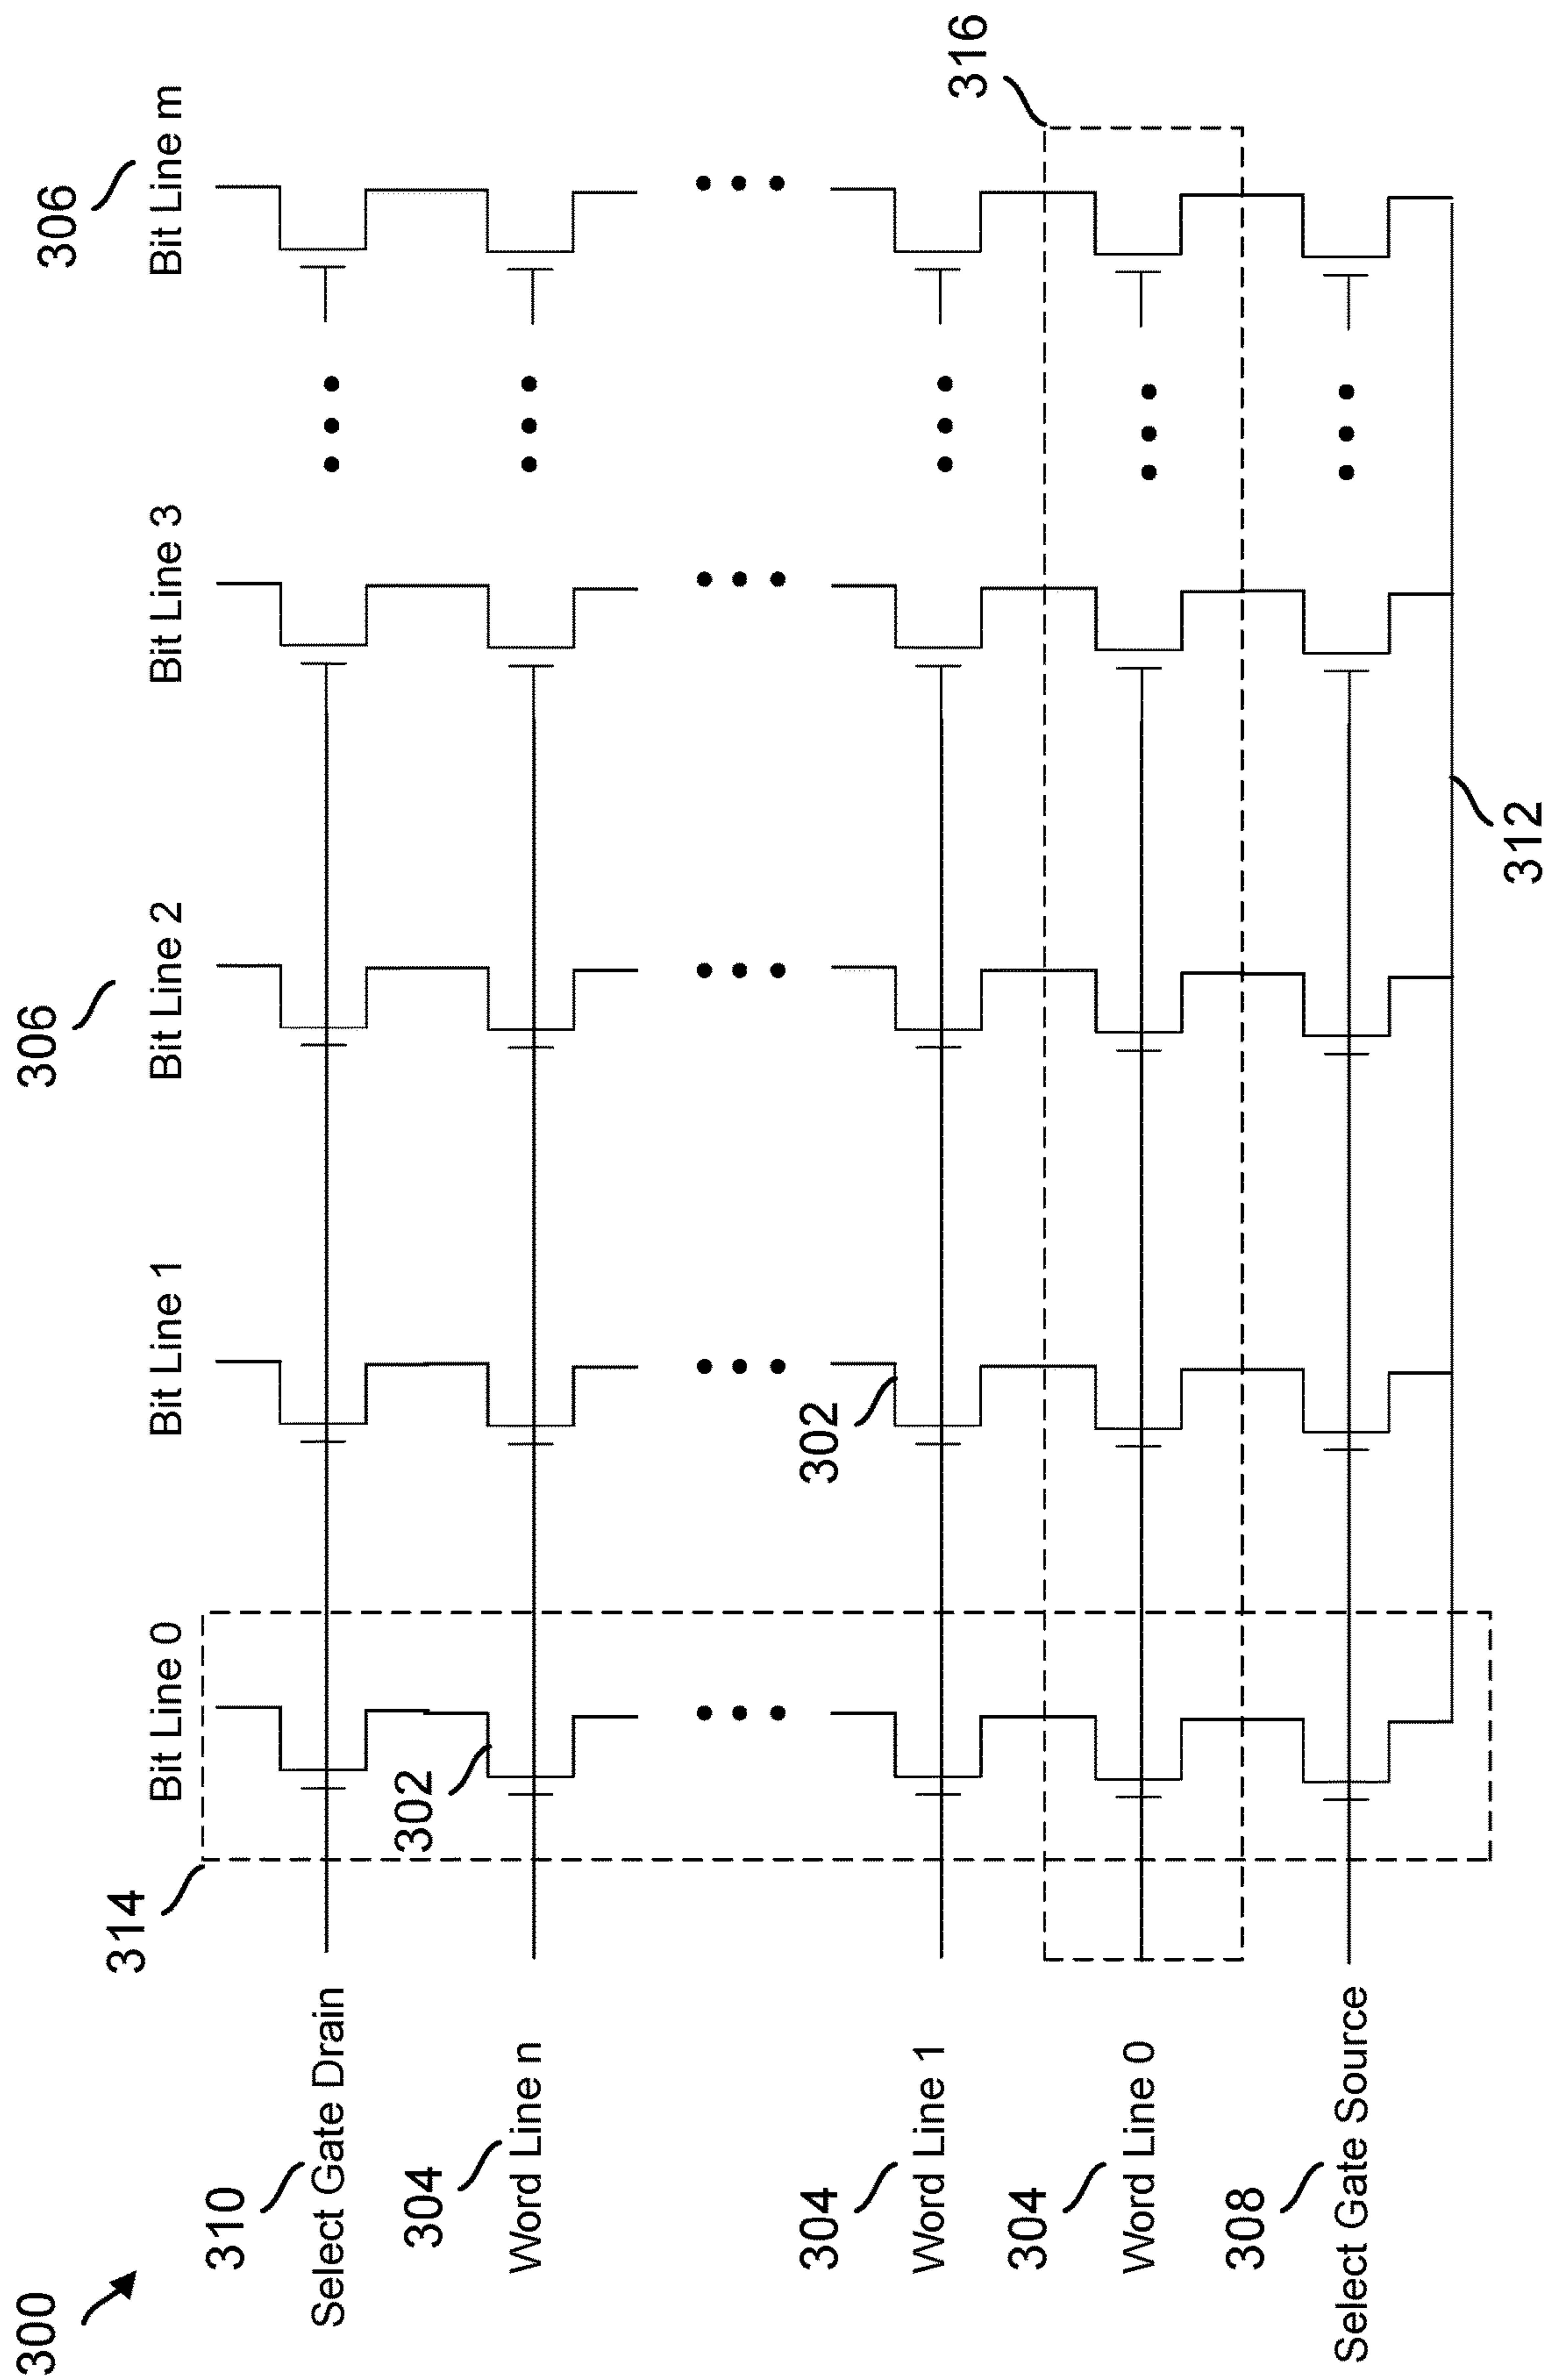 300
306
306
Bit Line 0
Bit Line 1
Bit Line 2
Bit Line 3
Bit Line m
314
310
Select Gate Drain
302
304
Word Line n
302
316
304
Word Line 1
304
Word Line 0
308
Select Gate Source
312